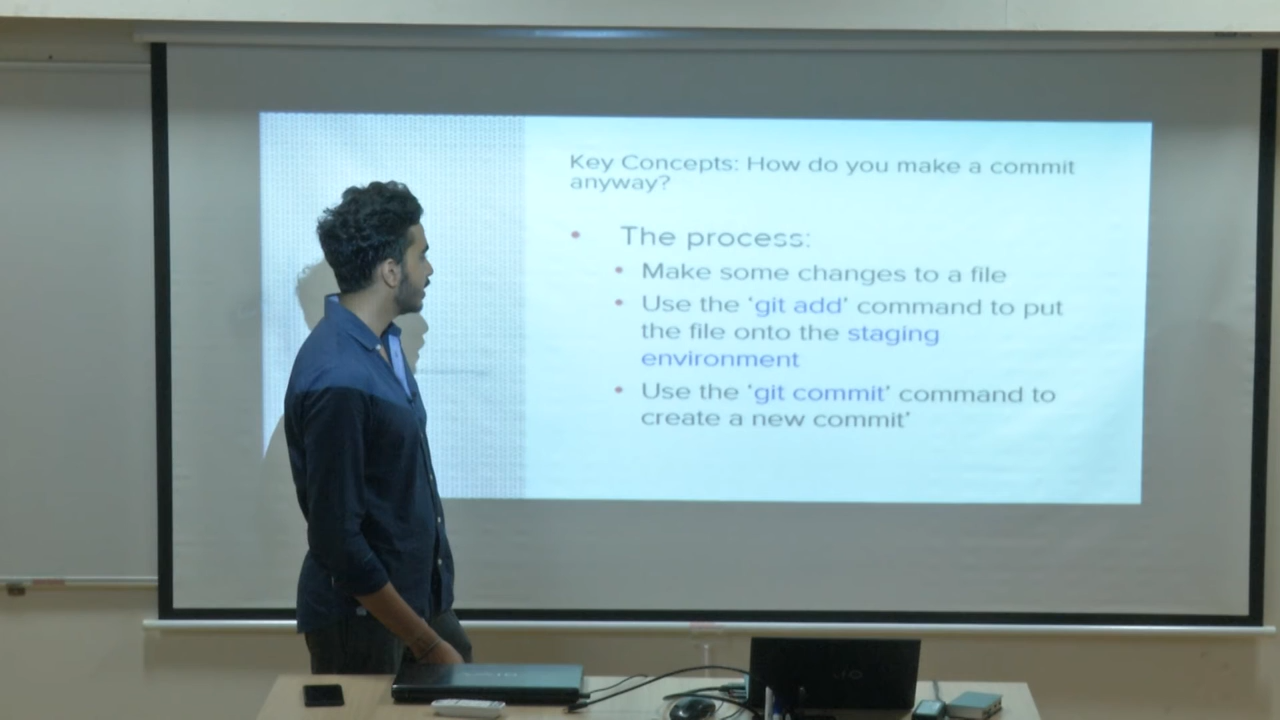 Key Concepts: How do you make a commit
anyway?
• The process:
• Make some changes to a file
• Use the ‘git add’ command to put
the file onto the staging
environment
• Use the ‘git commit’ command to
create a new commit’
VAIO